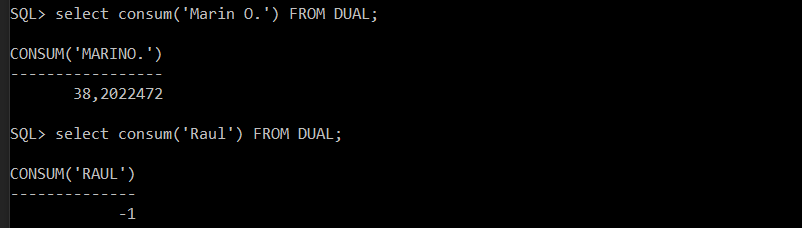 SQL> select consum('Marin O.') FROM DUAL;
CONSUM('MARINO.')
-----------------
38,2022472
SQL> select consum('Raul') FROM DUAL;
CONSUM('RAUL')
--------------
-1